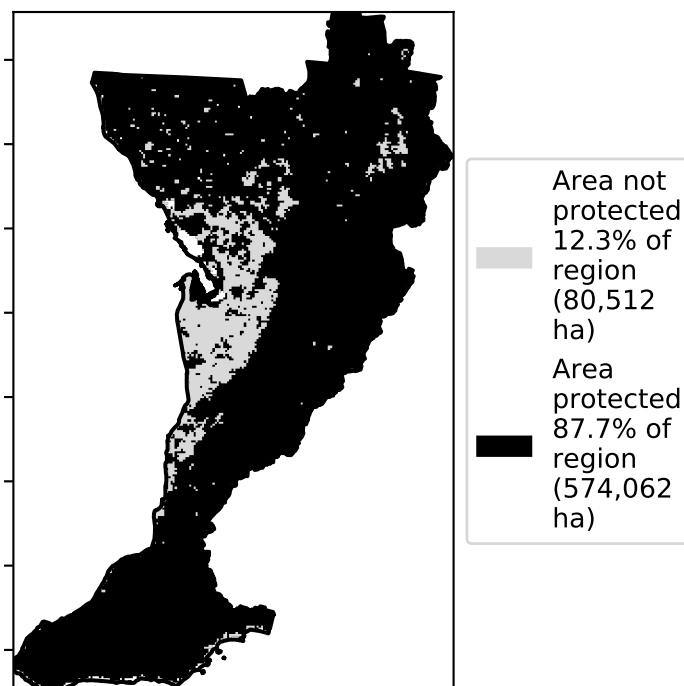 Area not
protected
12.3% of
region
(80,512
ha)
Area
protected
87.7% of
region
(574,062
ha)